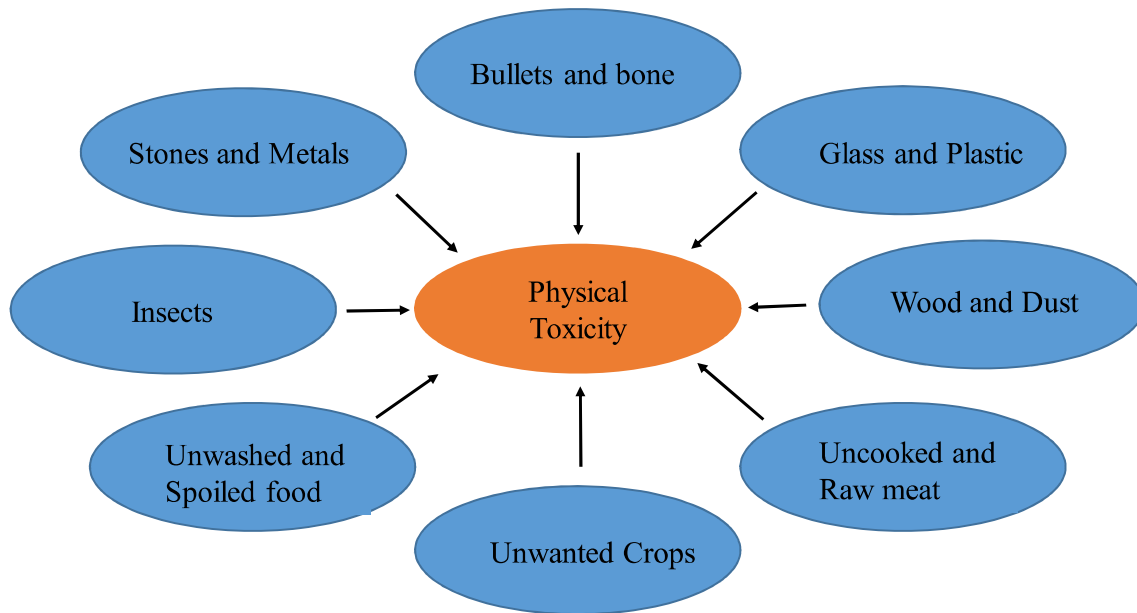 Bullets and bone
Stones and Metals
Glass and Plastic
Insects
Physical
Toxicity
Wood and Dust
Unwashed and
Spoiled food
Uncooked and
Raw meat
Unwanted Crops